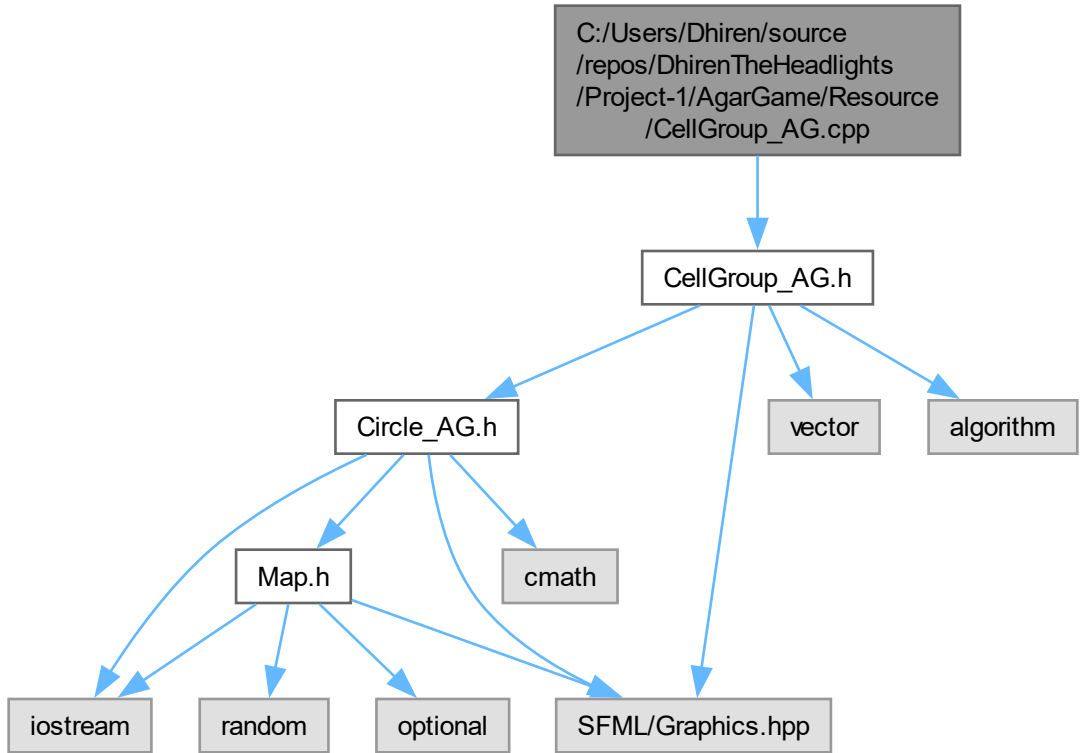 C:/Users/Dhiren/source
/repos/DhirenTheHeadlights
/Project-1/AgarGame/Resource
/CellGroup_AG.cpp
CellGroup_AG.h
Circle_AG.h
vector
algorithm
Map.h
cmath
iostream
random
optional
SFML/Graphics.hpp